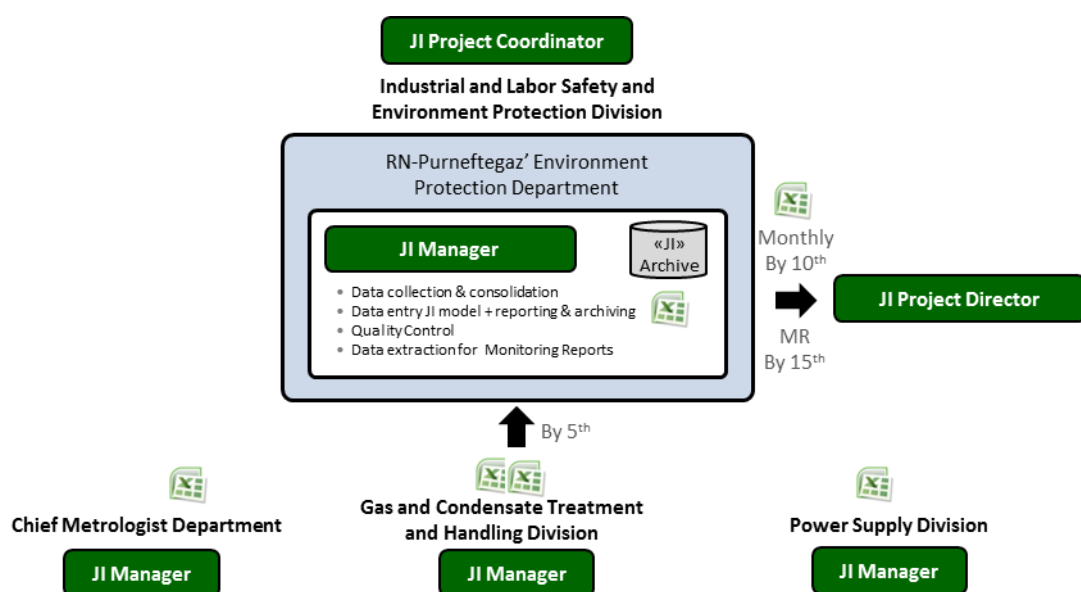 JI Project Coordinator
Industrial and Labor Safety and
Environment Protection Division
RN-Purneftegaz’ Environment
Protection Department
JI Manager
«JI»
Archive
• Data collection & consolidation
• Data entry JI model + reporting & archiving
• Quality Control
• Data extraction for Monitoring Reports
Monthly
By 10th
MR
By 15th
JI Project Director
By 5th
Chief Metrologist Department
JI Manager
Gas and Condensate Treatment
and Handling Division
JI Manager
Power Supply Division
JI Manager